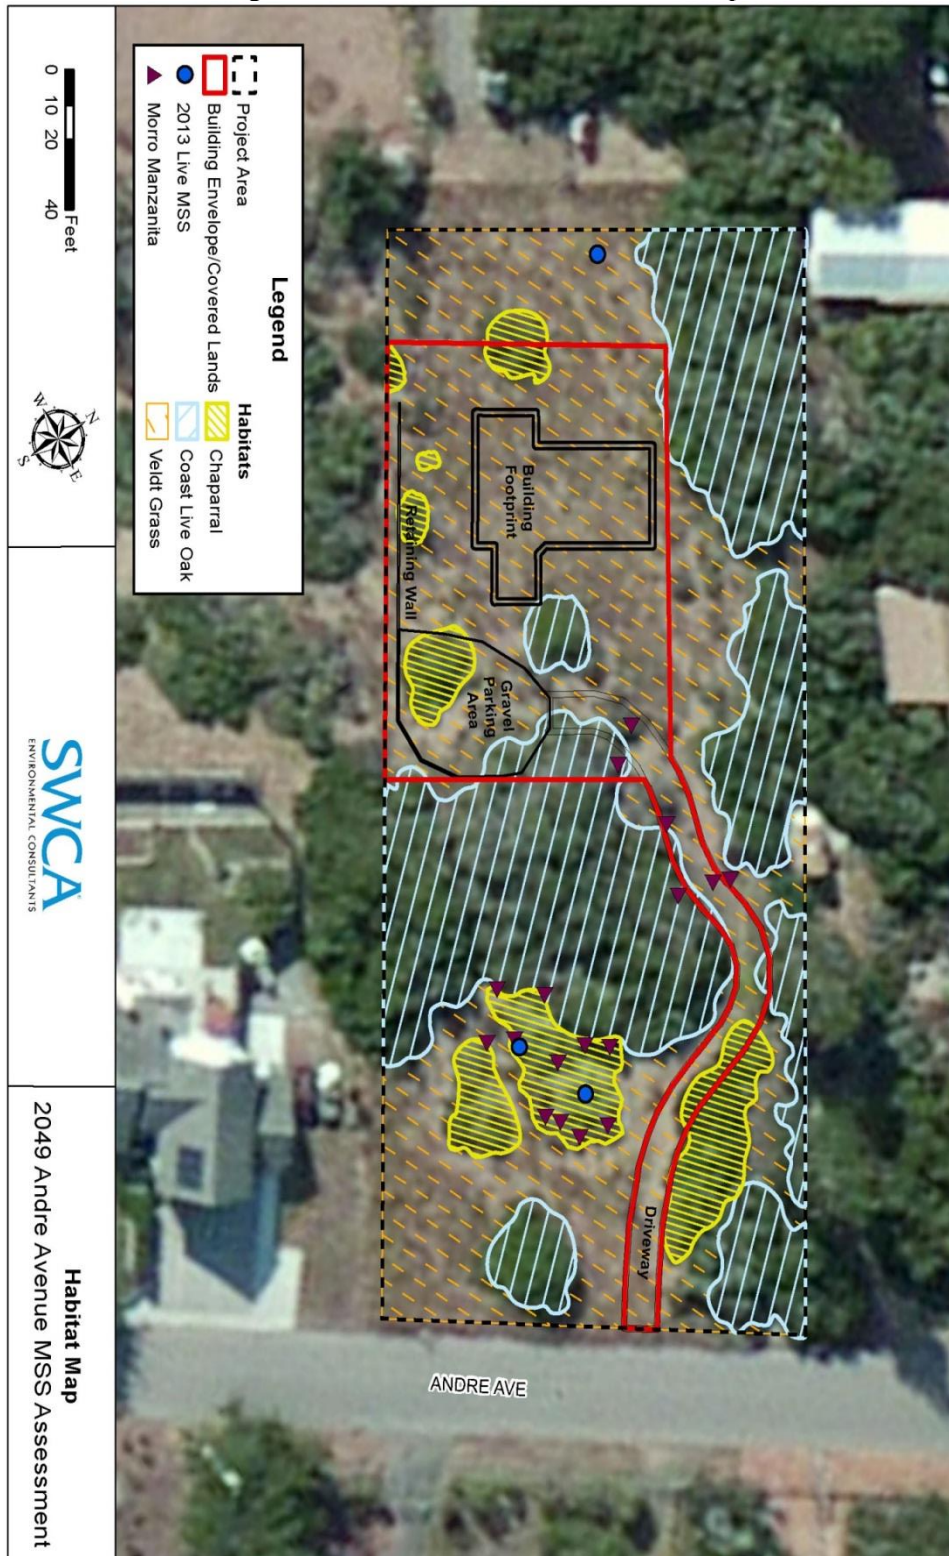 Legend
Project Area
Building Envelope/Covered Lands
2013 Live MSS
Morro Manzanita
Habitats
Chaparral
Coast Live Oak
Veldt Grass
Building
Footprint
Retaining Wall
Gravel
Parking
Area
Driveway
ANDRE AVE
0 10 20 40
Feet
N
E
S
W
SWCA
ENVIRONMENTAL CONSULTANTS
Habitat Map
2049 Andre Avenue MSS Assessment